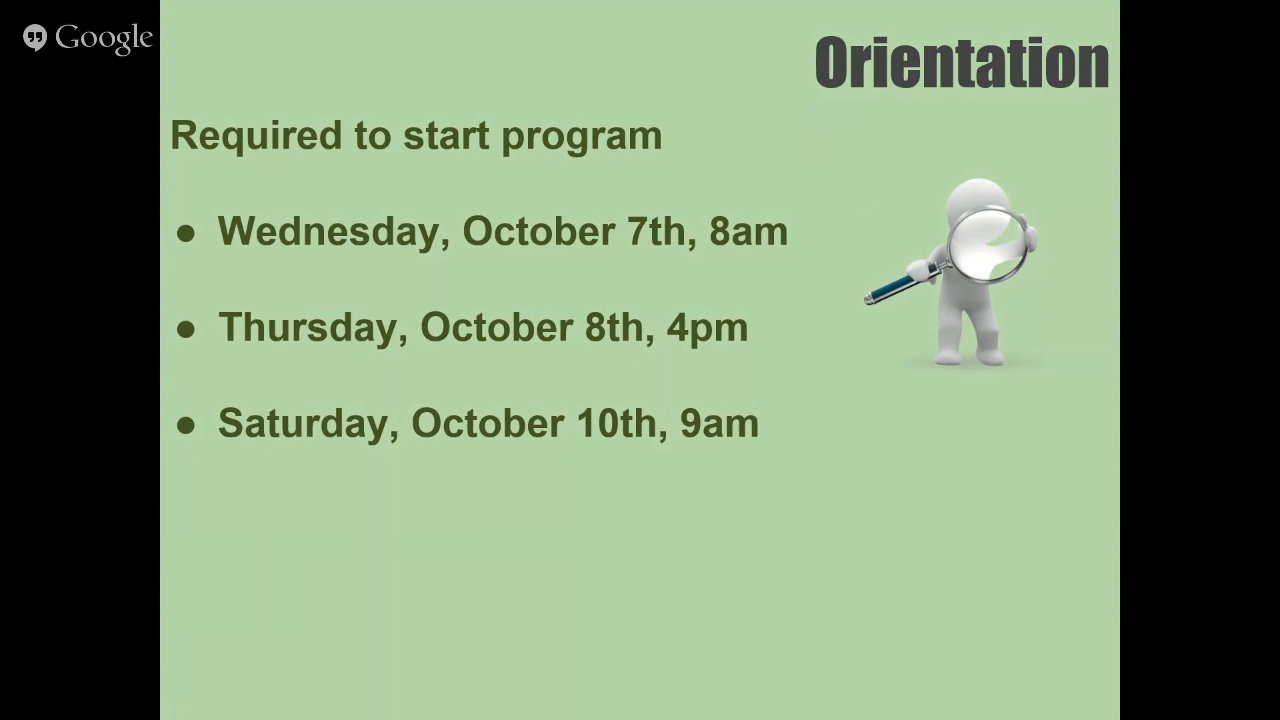 Google
Orientation
Required to start program
● Wednesday, October 7th, 8am
● Thursday, October 8th, 4pm
● Saturday, October 10th, 9am